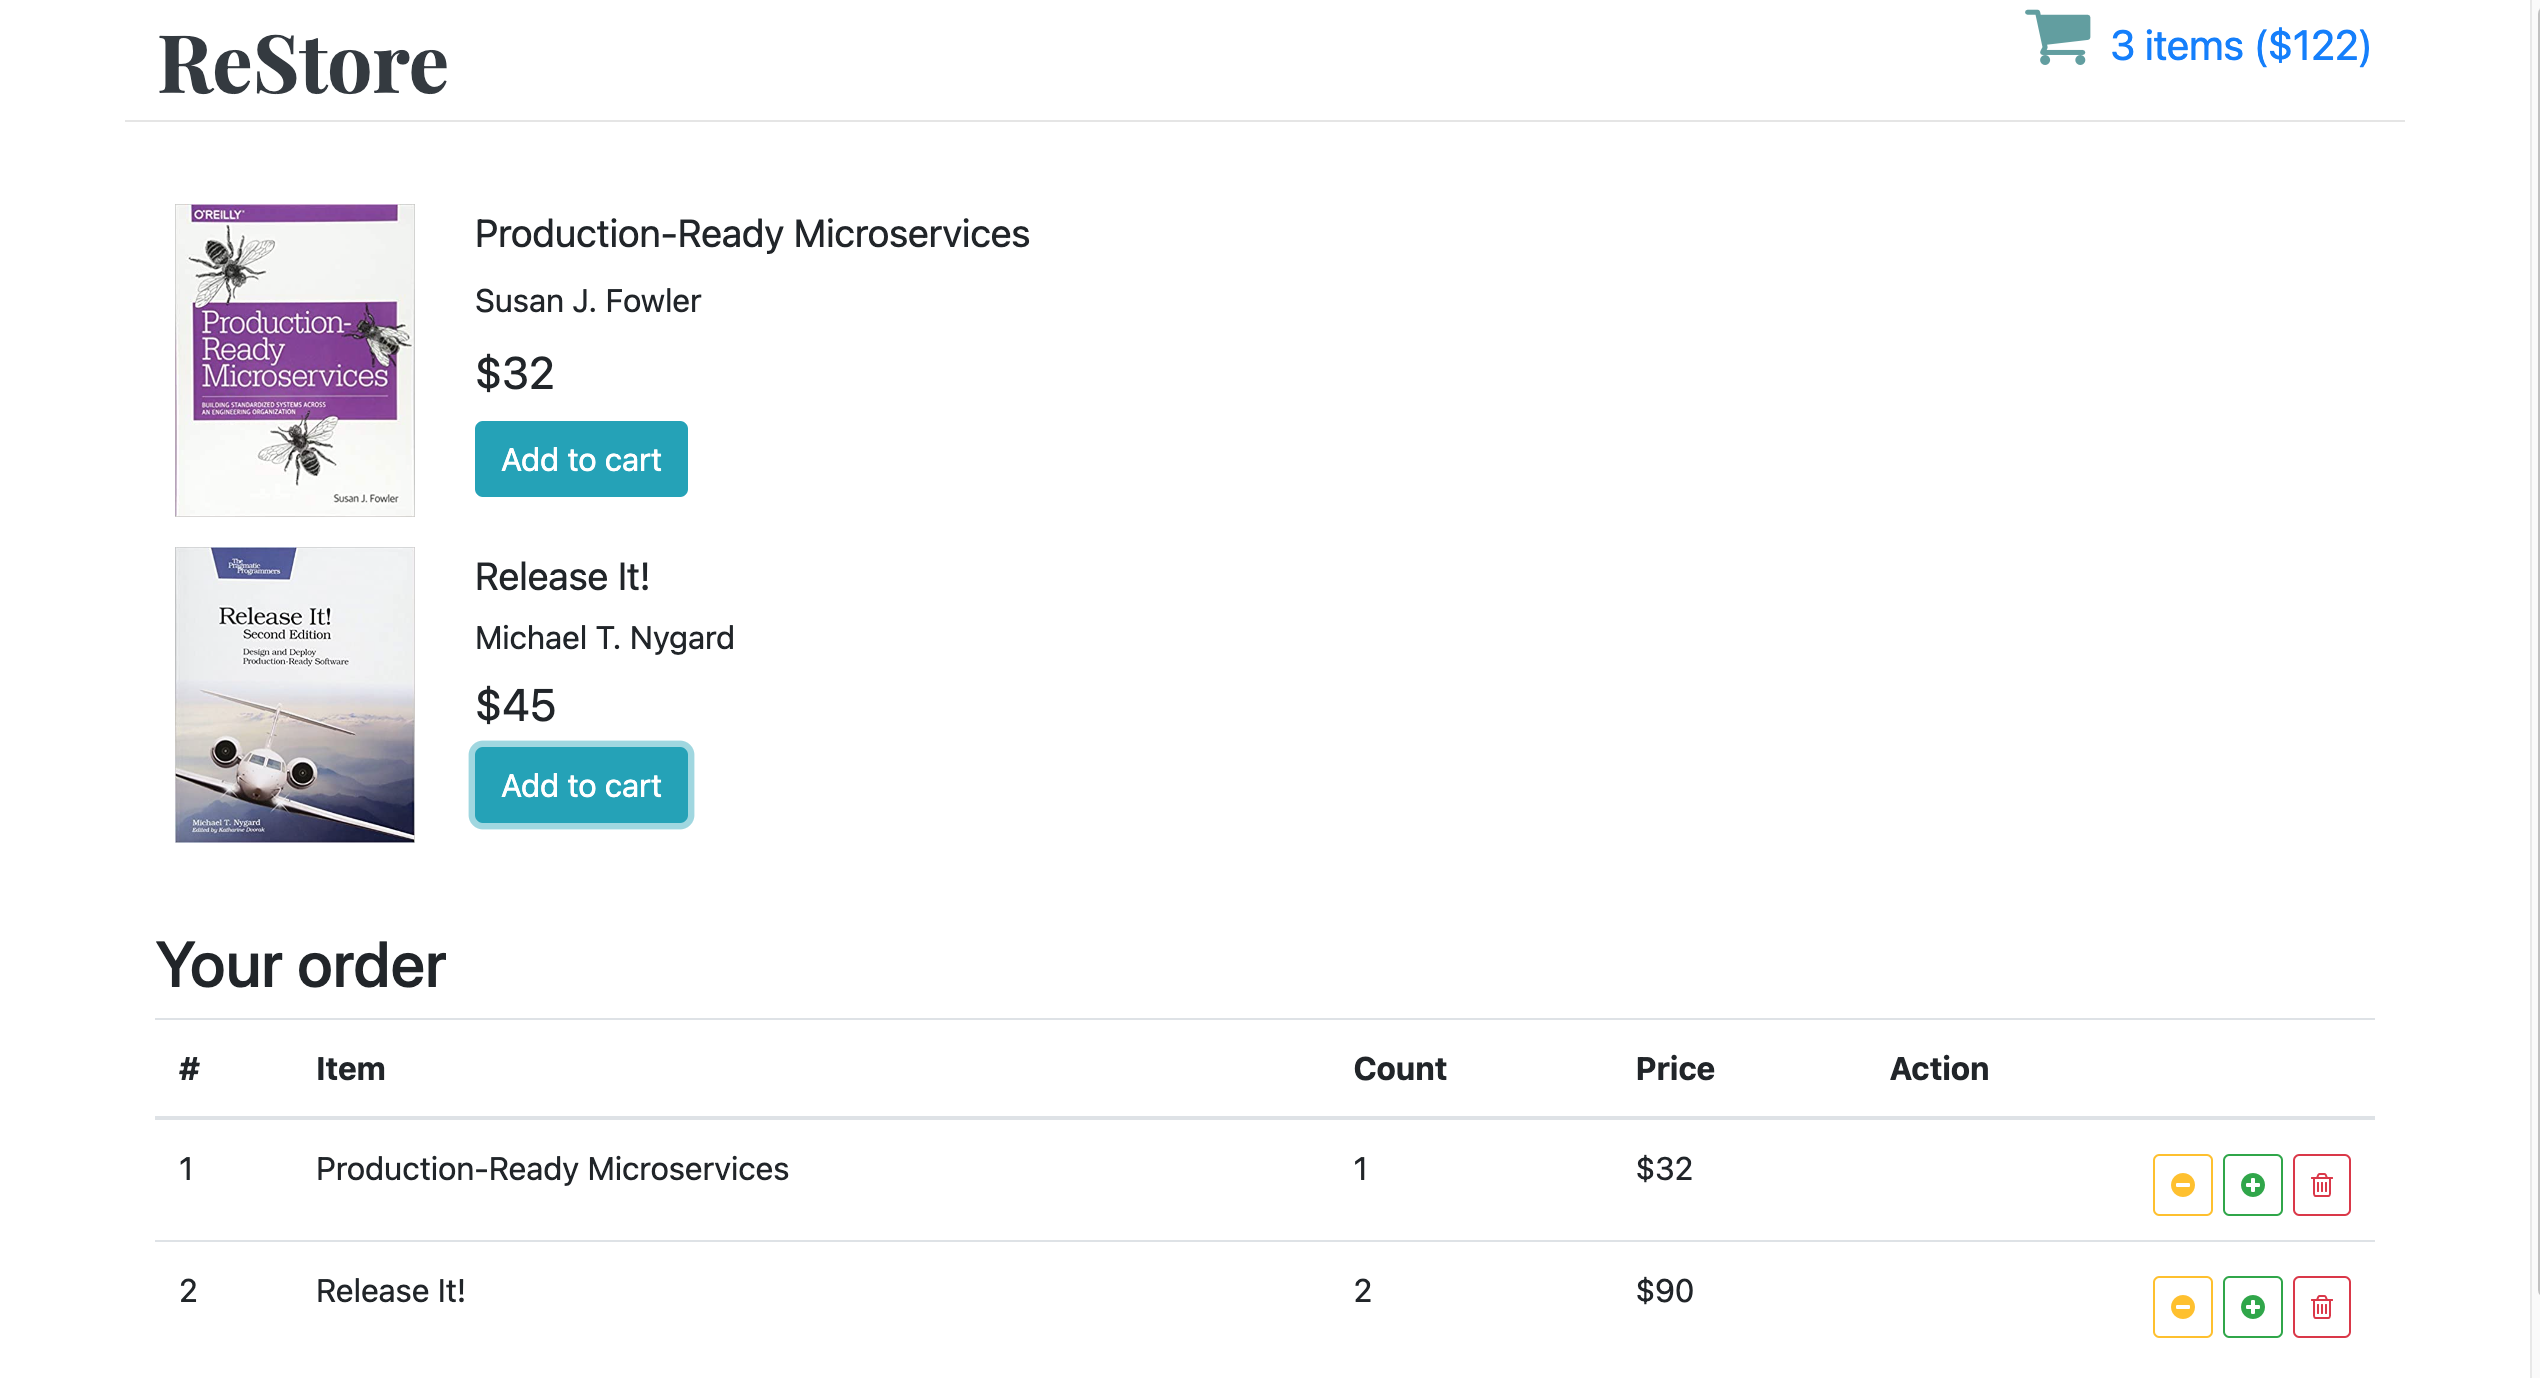 ReStore
3 items ($122)
O'REILLY
Production-
Ready
Microservices
BUILDING STANDARDIZED SYSTEMS ACROSS
AN ENGINEERING ORGANIZATION
Susan J. Fowler
Production-Ready Microservices
Susan J. Fowler
$32
Add to cart
The
Pragmatic
Programmers
Release It!
Second Edition
Design and Deploy
Production-Ready Software
Michael T. Nygard
Edited by Katharine Dvorak
Release It!
Michael T. Nygard
$45
Add to cart
Your order
# Item Count Price Action
1 Production-Ready Microservices 1 $32
2 Release It! 2 $90